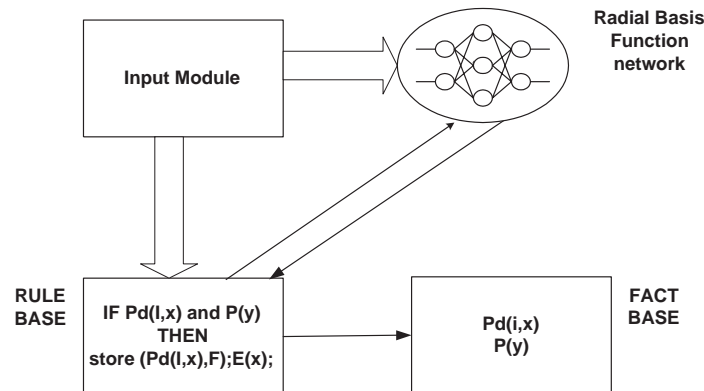 Radial Basis
Function
network
Input Module
RULE
BASE
IF Pd(I,x) and P(y)
THEN
store (Pd(I,x),F);E(x);
Pd(i,x)
P(y)
FACT
BASE